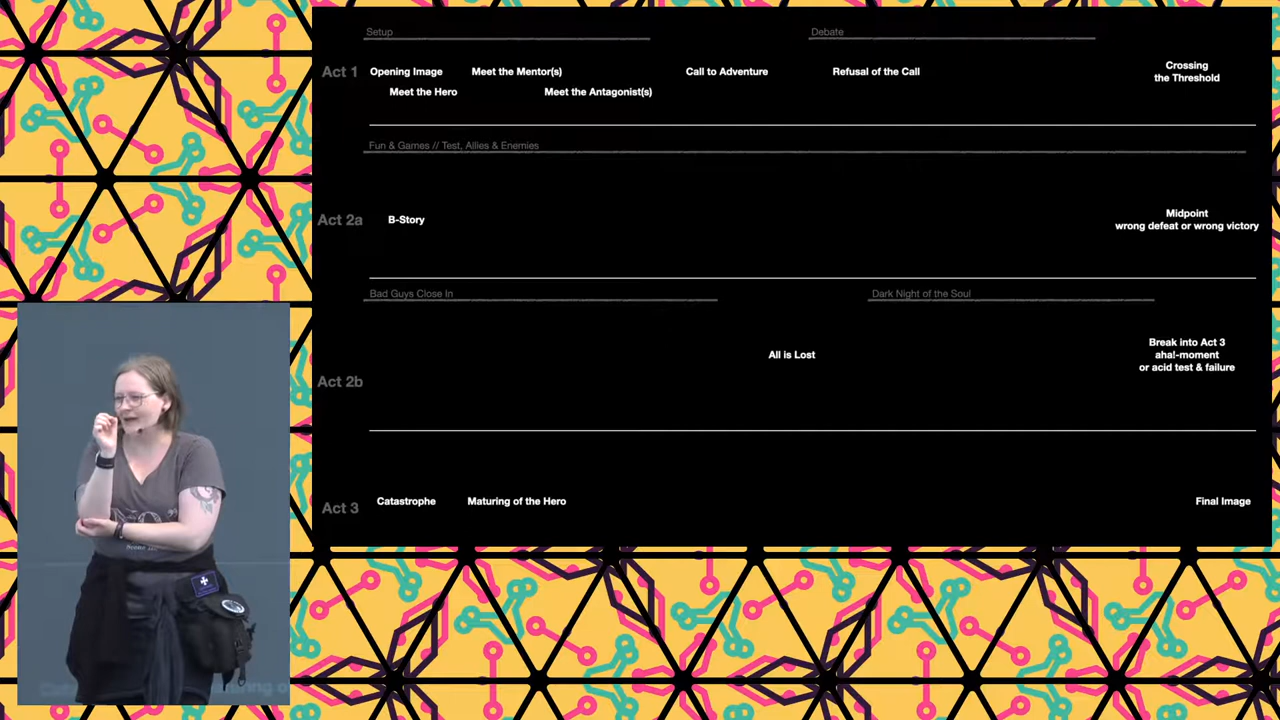 Setup
Debate
Act 1
Opening Image
Meet the Mentor(s)
Call to Adventure
Refusal of the Call
Crossing
the Threshold
Meet the Hero
Meet the Antagonist(s)
Fun & Games // Test, Allies & Enemies
Act 2a
B-Story
Midpoint
wrong defeat or wrong victory
Bad Guys Close In
Dark Night of the Soul
Act 2b
All is Lost
Break into Act 3
aha!-moment
or acid test & failure
Act 3
Catastrophe
Maturing of the Hero
Final Image